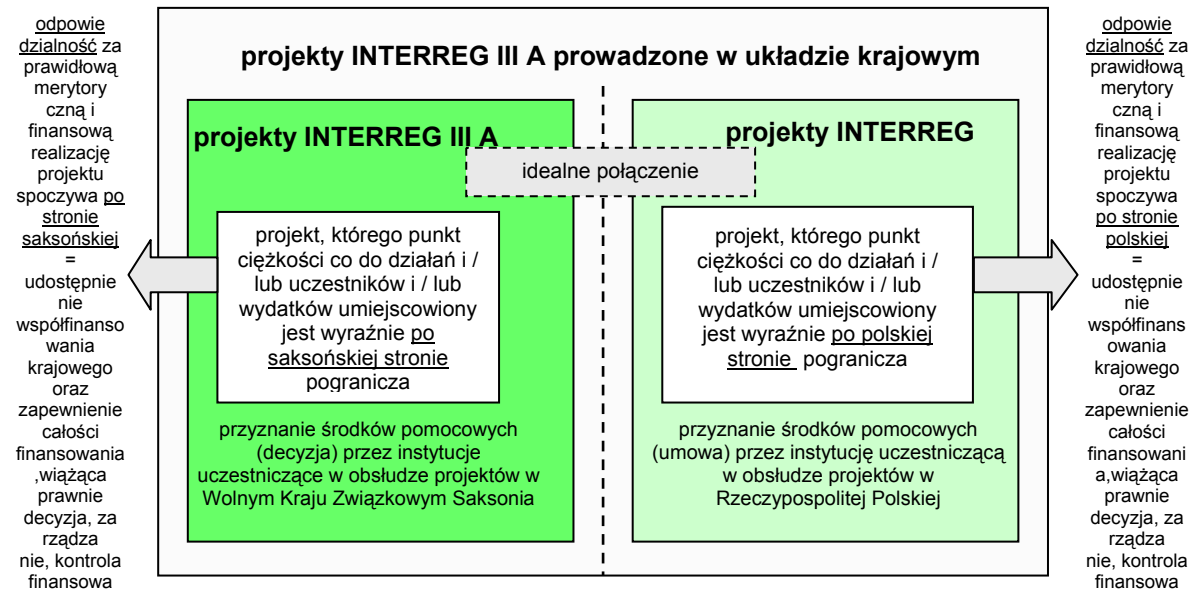 odpowie
dzialność za
prawidłową
merytory
czną i
finansową
realizację
projektu
spoczywa po
stronie
saksońskiej
=
udostępnie
nie
współfinanso
wania
krajowego
oraz
zapewnienie
całości
finansowania
,wiążąca
prawnie
decyzja, za
rządza
nie, kontrola
finansowa
projekty INTERREG III A prowadzone w układzie krajowym
projekty INTERREG III A
projekty INTERREG
idealne połączenie
projekt, którego punkt
ciężkości co do działań i /
lub uczestników i / lub
wydatków umiejscowiony
jest wyraźnie po
saksońskiej stronie
pogranicza
przyznanie środków pomocowych
(decyzja) przez instytucje
uczestniczące w obsłudze projektów w
Wolnym Kraju Związkowym Saksonia
projekt, którego punkt
ciężkości co do działań i /
lub uczestników i / lub
wydatków umiejscowiony
jest wyraźnie po polskiej
stronie pogranicza
przyznanie środków pomocowych
(umowa) przez instytucję uczestniczącą
w obsłudze projektów w
Rzeczypospolitej Polskiej
odpowie
dzialność za
prawidłową
merytory
czną i
finansową
realizację
projektu
spoczywa
po stronie
polskiej
=
udostępnie
nie
współfinans
owania
krajowego
oraz
zapewnienie
całości
finansowani
a,wiążąca
prawnie
decyzja, za
rządza
nie, kontrola
finansowa